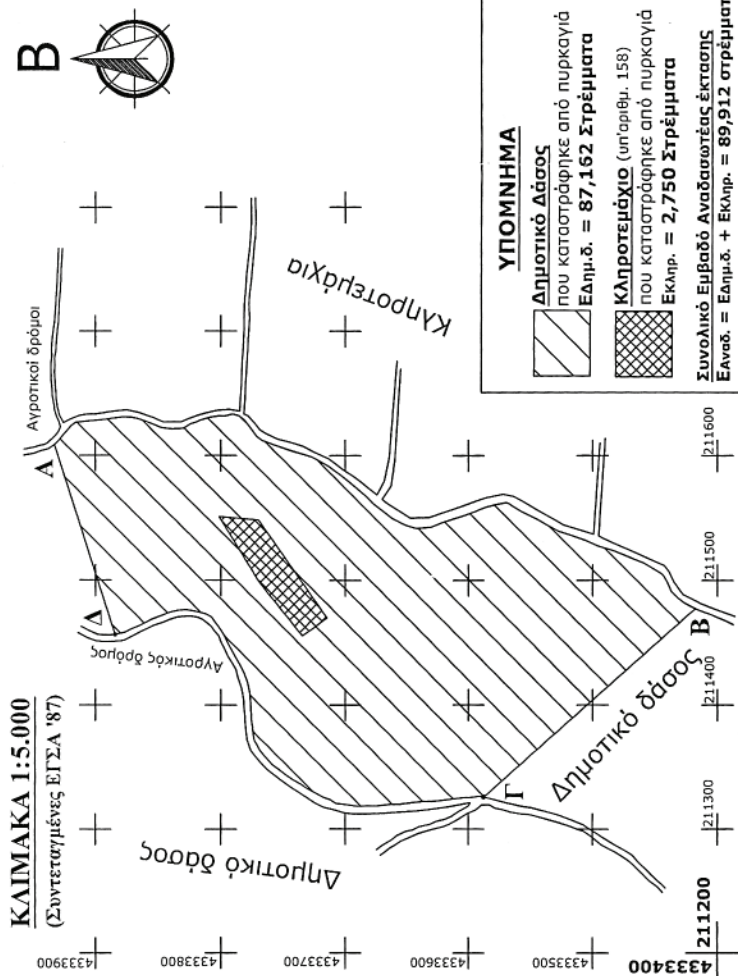 ΚΛΙΜΑΚΑ 1:5.000
(Συντεταγμένες ΕΓΣΑ '87)
Β
Αγροτικοί δρόμοι
Α
Δ
Αγροτικός δρόμος
Κληροτεμάχια
Δημοτικό δάσος
Γ
Δημοτικό δάσος
Β
4333900
4333800
4333700
4333600
4333500
4333400
211200
211300
211400
211500
211600
ΥΠΟΜΝΗΜΑ
Δημοτικό Δάσος
που καταστράφηκε από πυρκαγιά
Εδημ.δ. = 87,162 Στρέμματα
Κληροτεμάχιο (υπ'αριθμ. 158)
που καταστράφηκε από πυρκαγιά
Εκληρ. = 2,750 Στρέμματα
Συνολικό Εμβαδό Αναδασωτέας έκτασης
Εαναδ. = Εδημ.δ. + Εκληρ. = 89,912 στρέμματ